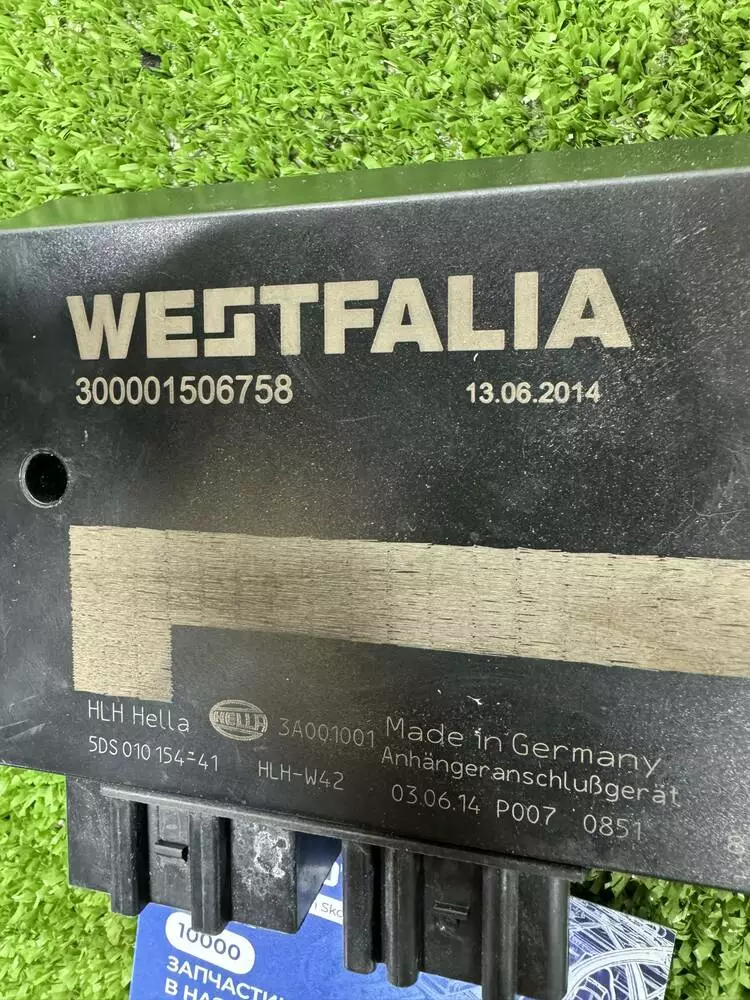 WESTFALIA
300001506758 13.06.2014
HLH Hella HELLA 3A001001 Made in Germany
5DS 010 154-41 HLH-W42 Anhängeranschlußgerät
03.06.14 P007 0851
10000
ЗАПЧАСТИ
В НА